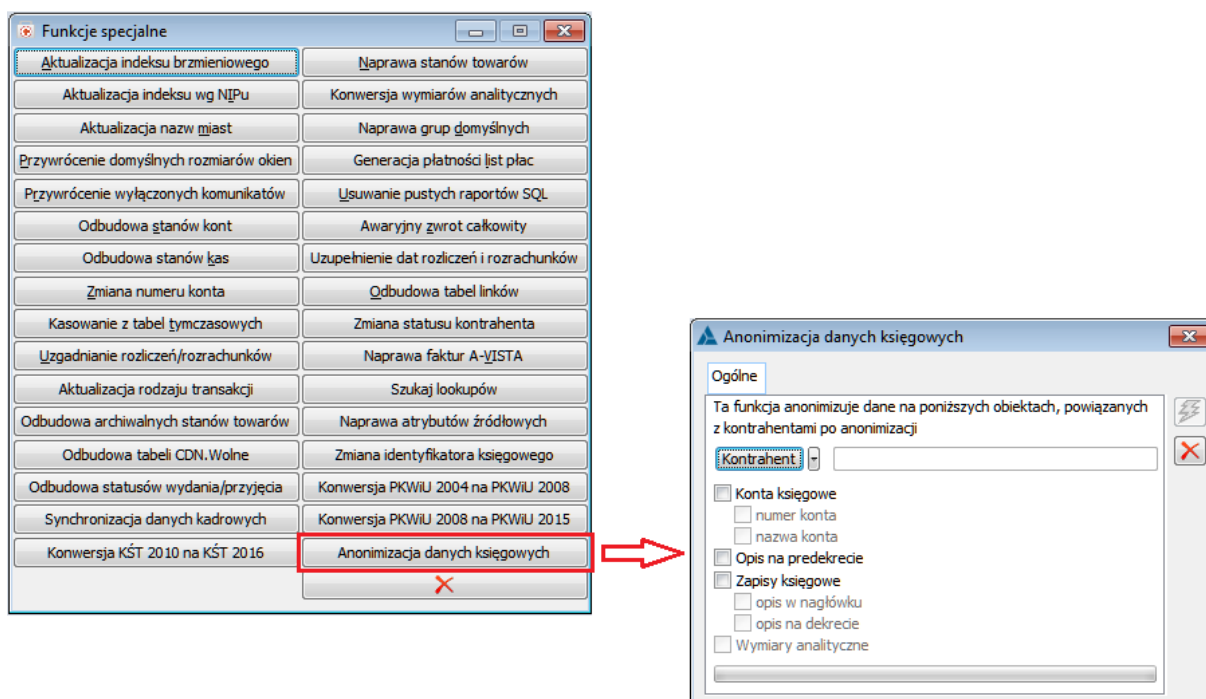 Funkcje specjalne
Aktualizacja indeksu brzmieniowego
Naprawa stanów towarów
Aktualizacja indeksu wg NIPu
Konwersja wymiarów analitycznych
Aktualizacja nazw miast
Naprawa grup domyślnych
Przywrócenie domyślnych rozmiarów okien
Generacja płatności list płac
Przywrócenie wyłączonych komunikatów
Usuwanie pustych raportów SQL
Odbudowa stanów kont
Awaryjny zwrot całkowity
Odbudowa stanów kas
Uzupełnienie dat rozliczeń i rozrachunków
Zmiana numeru konta
Odbudowa tabel linków
Kasowanie z tabel tymczasowych
Zmiana statusu kontrahenta
Uzgadnianie rozliczeń/rozrachunków
Naprawa faktur A-VISTA
Aktualizacja rodzaju transakcji
Szukaj lookupów
Odbudowa archiwalnych stanów towarów
Naprawa atrybutów źródłowych
Odbudowa tabeli CDN.Wolne
Zmiana identyfikatora księgowego
Odbudowa statusów wydania/przyjęcia
Konwersja PKWiU 2004 na PKWiU 2008
Synchronizacja danych kadrowych
Konwersja PKWiU 2008 na PKWiU 2015
Konwersja KŚT 2010 na KŚT 2016
Anonimizacja danych księgowych
Anonimizacja danych księgowych
Ogólne
Ta funkcja anonimizuje dane na poniższych obiektach, powiązanych
z kontrahentami po anonimizacji
Kontrahent
Konta księgowe
numer konta
nazwa konta
Opis na predekrecie
Zapisy księgowe
opis w nagłówku
opis na dekrecie
Wymiary analityczne